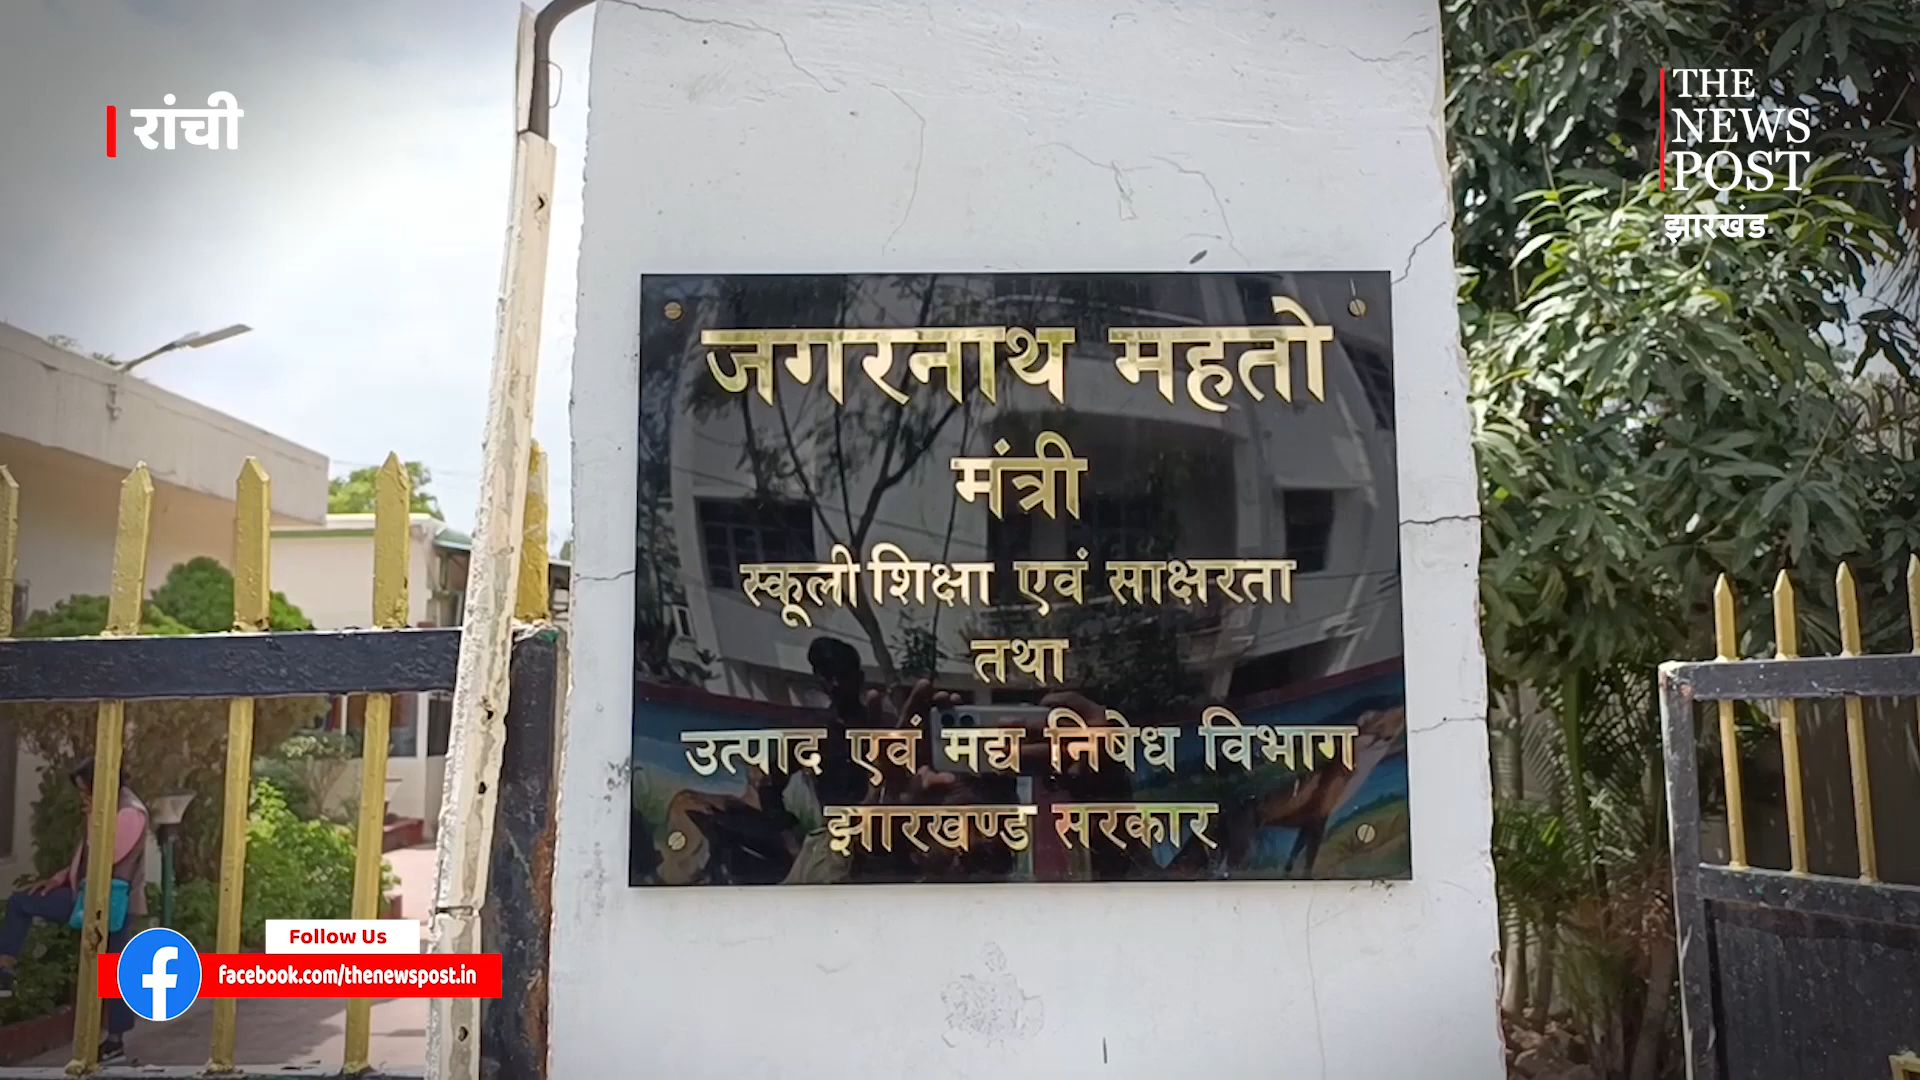 रांची
THE
NEWS
POST
झारखंड
जगरनाथ महतो
मंत्री
स्कूली शिक्षा एवं साक्षरता
तथा
उत्पाद एवं मद्य निषेध विभाग
झारखण्ड सरकार
Follow Us
facebook.com/thenewspost.in